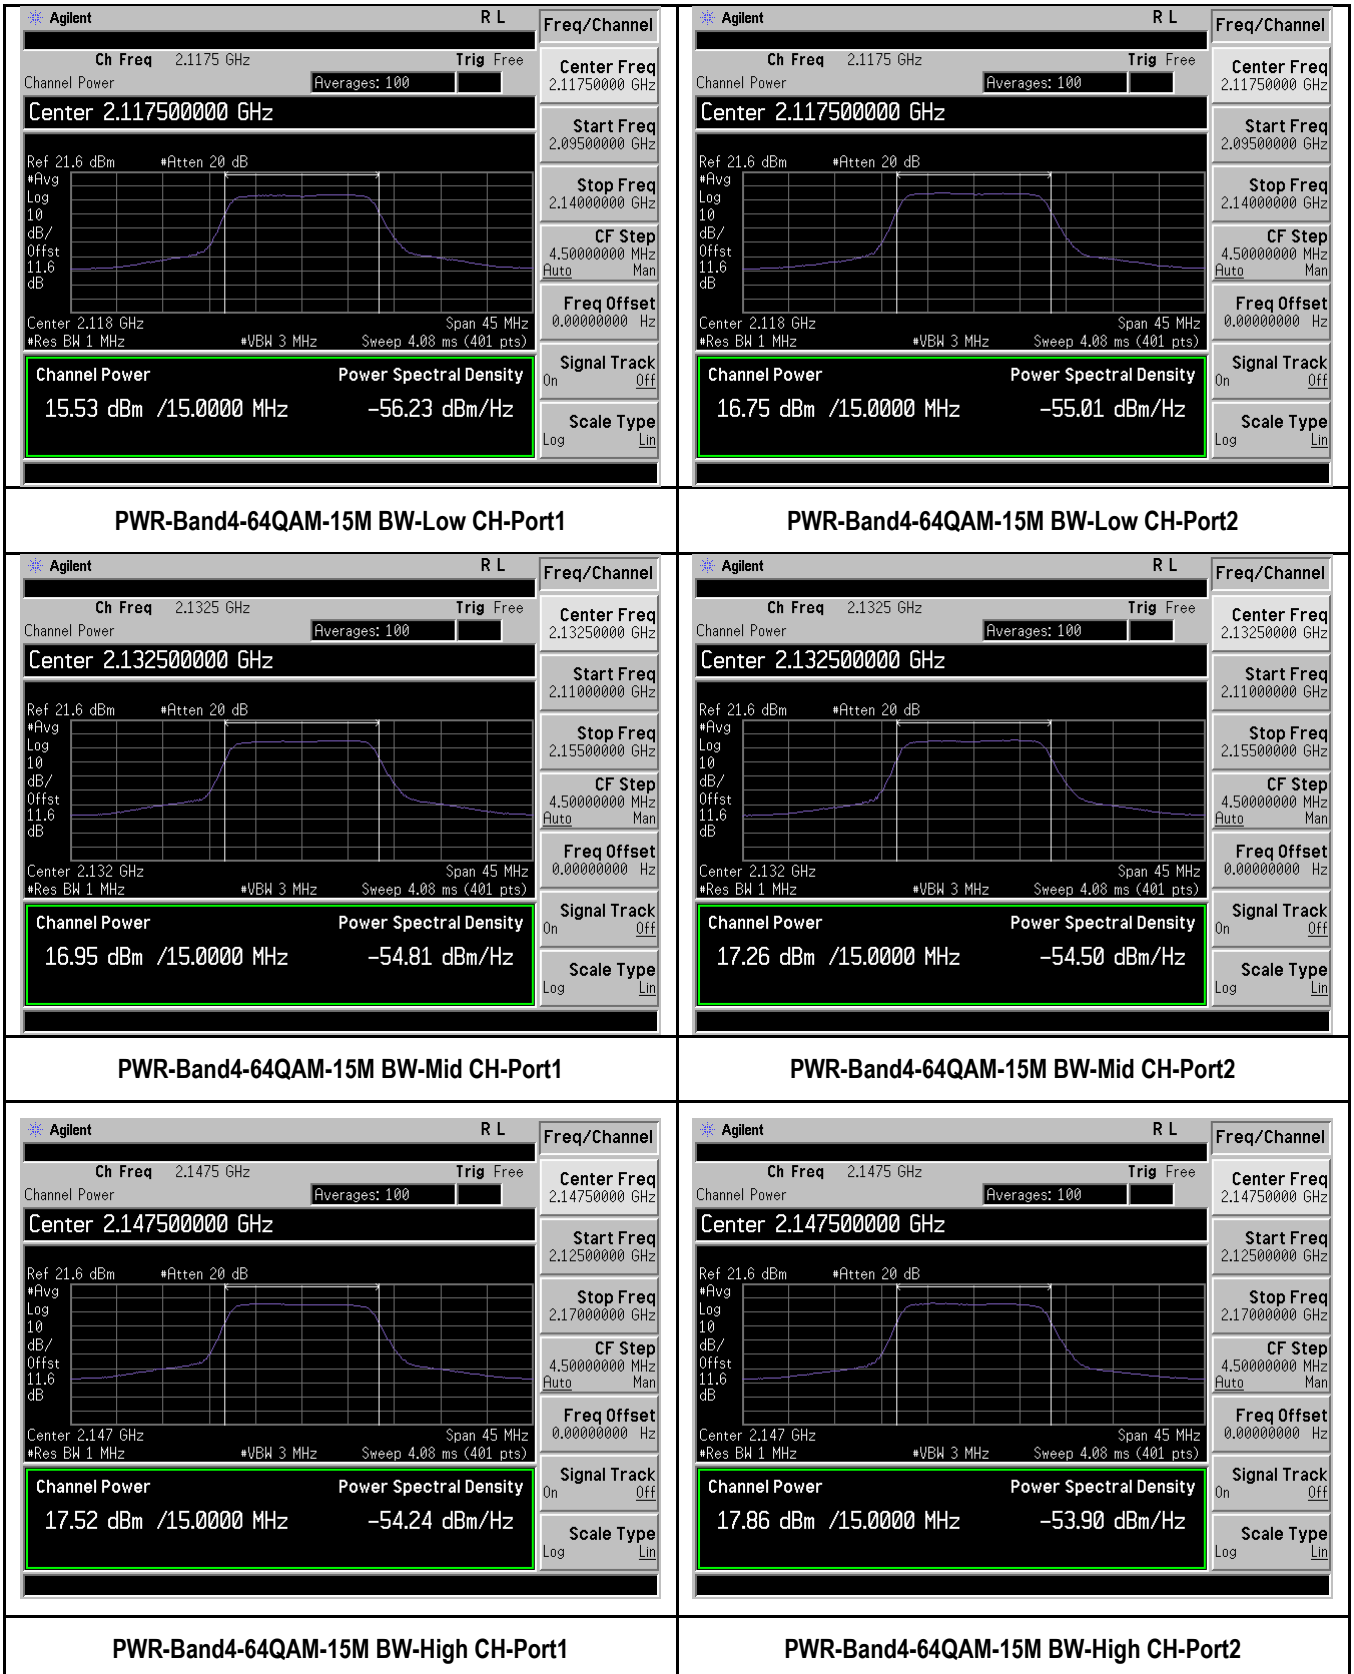 Agilent R L Freq/Channel
Ch Freq 2.1175 GHz Trig Free
Channel Power Averages: 100
Center 2.117500000 GHz
Ref 21.6 dBm #Atten 20 dB
#Avg
Log
10
dB/
Offst
11.6
dB
Center 2.118 GHz Span 45 MHz
#Res BW 1 MHz #VBW 3 MHz Sweep 4.08 ms (401 pts)
Channel Power Power Spectral Density
15.53 dBm /15.0000 MHz -56.23 dBm/Hz
Center Freq
2.11750000 GHz
Start Freq
2.09500000 GHz
Stop Freq
2.14000000 GHz
CF Step
4.50000000 MHz
Auto Man
Freq Offset
0.00000000 Hz
Signal Track
On Off
Scale Type
Log Lin
Agilent R L Freq/Channel
Ch Freq 2.1175 GHz Trig Free
Channel Power Averages: 100
Center 2.117500000 GHz
Ref 21.6 dBm #Atten 20 dB
#Avg
Log
10
dB/
Offst
11.6
dB
Center 2.118 GHz Span 45 MHz
#Res BW 1 MHz #VBW 3 MHz Sweep 4.08 ms (401 pts)
Channel Power Power Spectral Density
16.75 dBm /15.0000 MHz -55.01 dBm/Hz
Center Freq
2.11750000 GHz
Start Freq
2.09500000 GHz
Stop Freq
2.14000000 GHz
CF Step
4.50000000 MHz
Auto Man
Freq Offset
0.00000000 Hz
Signal Track
On Off
Scale Type
Log Lin
PWR-Band4-64QAM-15M BW-Low CH-Port1
PWR-Band4-64QAM-15M BW-Low CH-Port2
Agilent R L Freq/Channel
Ch Freq 2.1325 GHz Trig Free
Channel Power Averages: 100
Center 2.132500000 GHz
Ref 21.6 dBm #Atten 20 dB
#Avg
Log
10
dB/
Offst
11.6
dB
Center 2.132 GHz Span 45 MHz
#Res BW 1 MHz #VBW 3 MHz Sweep 4.08 ms (401 pts)
Channel Power Power Spectral Density
16.95 dBm /15.0000 MHz -54.81 dBm/Hz
Center Freq
2.13250000 GHz
Start Freq
2.11000000 GHz
Stop Freq
2.15500000 GHz
CF Step
4.50000000 MHz
Auto Man
Freq Offset
0.00000000 Hz
Signal Track
On Off
Scale Type
Log Lin
Agilent R L Freq/Channel
Ch Freq 2.1325 GHz Trig Free
Channel Power Averages: 100
Center 2.132500000 GHz
Ref 21.6 dBm #Atten 20 dB
#Avg
Log
10
dB/
Offst
11.6
dB
Center 2.132 GHz Span 45 MHz
#Res BW 1 MHz #VBW 3 MHz Sweep 4.08 ms (401 pts)
Channel Power Power Spectral Density
17.26 dBm /15.0000 MHz -54.50 dBm/Hz
Center Freq
2.13250000 GHz
Start Freq
2.11000000 GHz
Stop Freq
2.15500000 GHz
CF Step
4.50000000 MHz
Auto Man
Freq Offset
0.00000000 Hz
Signal Track
On Off
Scale Type
Log Lin
PWR-Band4-64QAM-15M BW-Mid CH-Port1
PWR-Band4-64QAM-15M BW-Mid CH-Port2
Agilent R L Freq/Channel
Ch Freq 2.1475 GHz Trig Free
Channel Power Averages: 100
Center 2.147500000 GHz
Ref 21.6 dBm #Atten 20 dB
#Avg
Log
10
dB/
Offst
11.6
dB
Center 2.147 GHz Span 45 MHz
#Res BW 1 MHz #VBW 3 MHz Sweep 4.08 ms (401 pts)
Channel Power Power Spectral Density
17.52 dBm /15.0000 MHz -54.24 dBm/Hz
Center Freq
2.14750000 GHz
Start Freq
2.12500000 GHz
Stop Freq
2.17000000 GHz
CF Step
4.50000000 MHz
Auto Man
Freq Offset
0.00000000 Hz
Signal Track
On Off
Scale Type
Log Lin
Agilent R L Freq/Channel
Ch Freq 2.1475 GHz Trig Free
Channel Power Averages: 100
Center 2.147500000 GHz
Ref 21.6 dBm #Atten 20 dB
#Avg
Log
10
dB/
Offst
11.6
dB
Center 2.147 GHz Span 45 MHz
#Res BW 1 MHz #VBW 3 MHz Sweep 4.08 ms (401 pts)
Channel Power Power Spectral Density
17.86 dBm /15.0000 MHz -53.90 dBm/Hz
Center Freq
2.14750000 GHz
Start Freq
2.12500000 GHz
Stop Freq
2.17000000 GHz
CF Step
4.50000000 MHz
Auto Man
Freq Offset
0.00000000 Hz
Signal Track
On Off
Scale Type
Log Lin
PWR-Band4-64QAM-15M BW-High CH-Port1
PWR-Band4-64QAM-15M BW-High CH-Port2